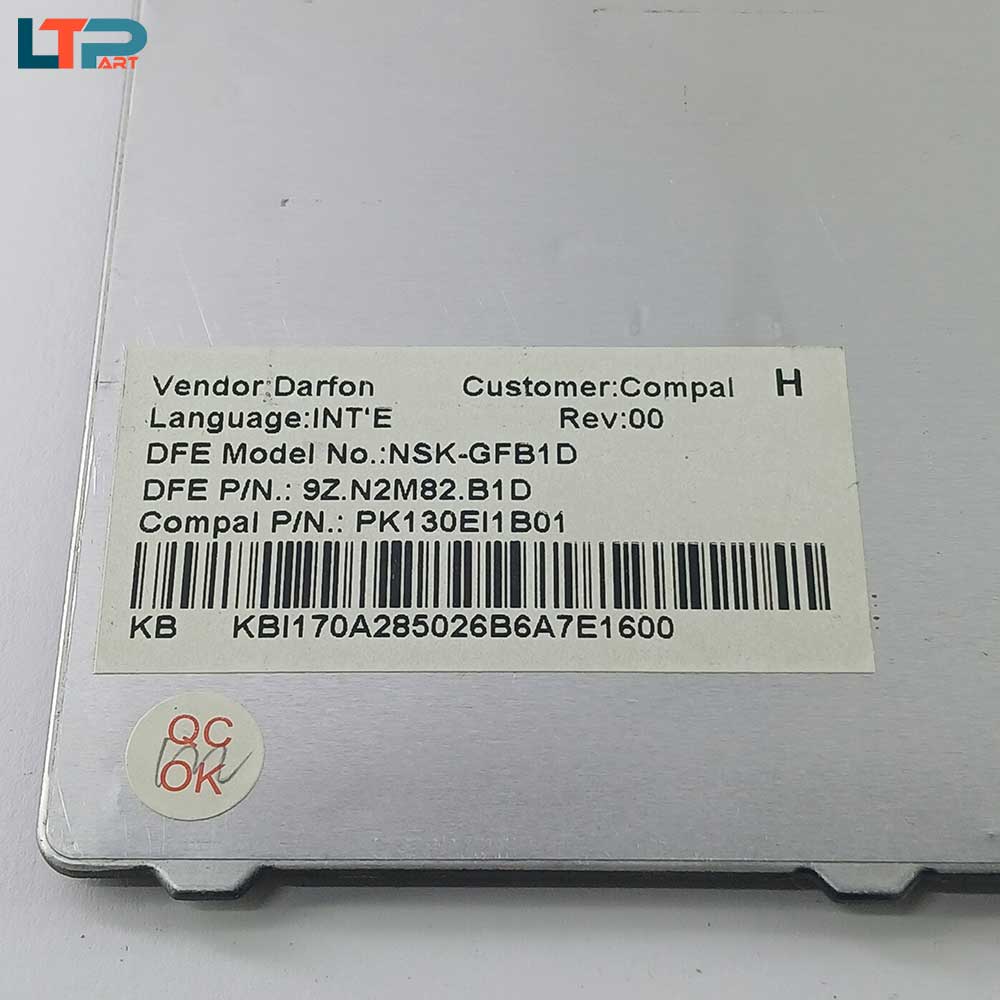 LTPART
Vendor:Darfon Customer:Compal H
Language:INT'E Rev:00
DFE Model No.:NSK-GFB1D
DFE P/N.: 9Z.N2M82.B1D
Compal P/N.: PK130EI1B01
KB KBI170A285026B6A7E1600
QC
OK